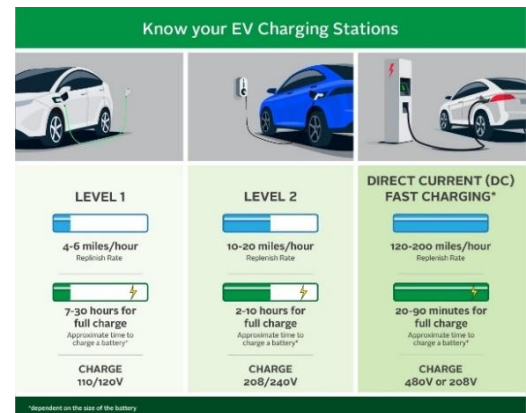 Know your EV Charging Stations
LEVEL 1
4-6 miles/hour
Replinish Rate
7-30 hours for
full charge
Approximate time to
charge a battery*
CHARGE
110/120V
LEVEL 2
10-20 miles/hour
Replenish Rate
2-10 hours for
full charge
Approximate time to
charge a battery*
CHARGE
208/240V
DIRECT CURRENT (DC)
FAST CHARGING*
120-200 miles/hour
Replenish Rate
20-90 minutes for
full charge
Approximate time to
charge a battery*
CHARGE
480V or 208V
*dependent on the size of the battery